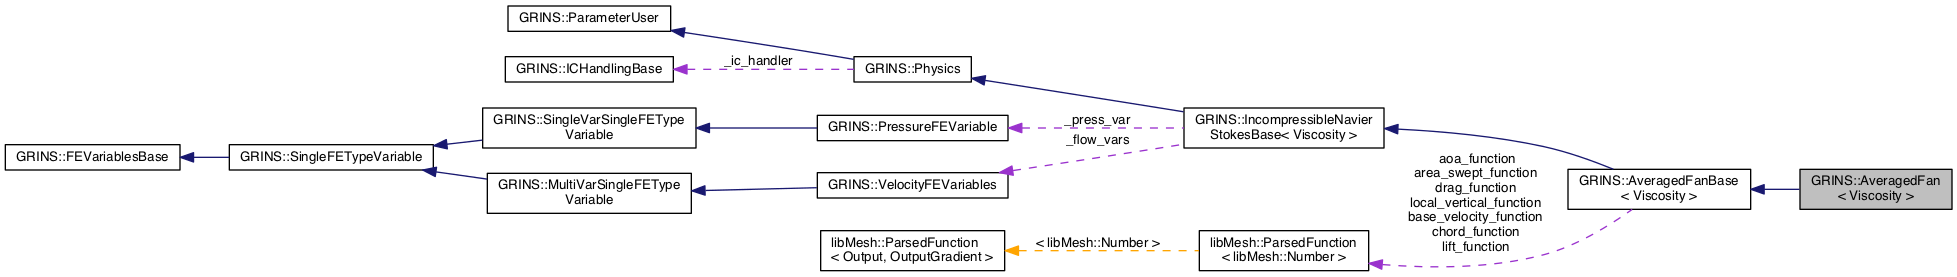 GRINS::ParameterUser
GRINS::ICHandlingBase
_ic_handler
GRINS::Physics
GRINS::SingleVarSingleFEType
Variable
GRINS::PressureFEVariable
_press_var
_flow_vars
GRINS::IncompressibleNavier
StokesBase< Viscosity >
GRINS::FEVariablesBase
GRINS::SingleFETypeVariable
GRINS::MultiVarSingleFEType
Variable
GRINS::VelocityFEVariables
aoa_function
area_swept_function
drag_function
local_vertical_function
base_velocity_function
chord_function
lift_function
GRINS::AveragedFanBase
< Viscosity >
GRINS::AveragedFan
< Viscosity >
libMesh::ParsedFunction
< Output, OutputGradient >
< libMesh::Number >
libMesh::ParsedFunction
< libMesh::Number >